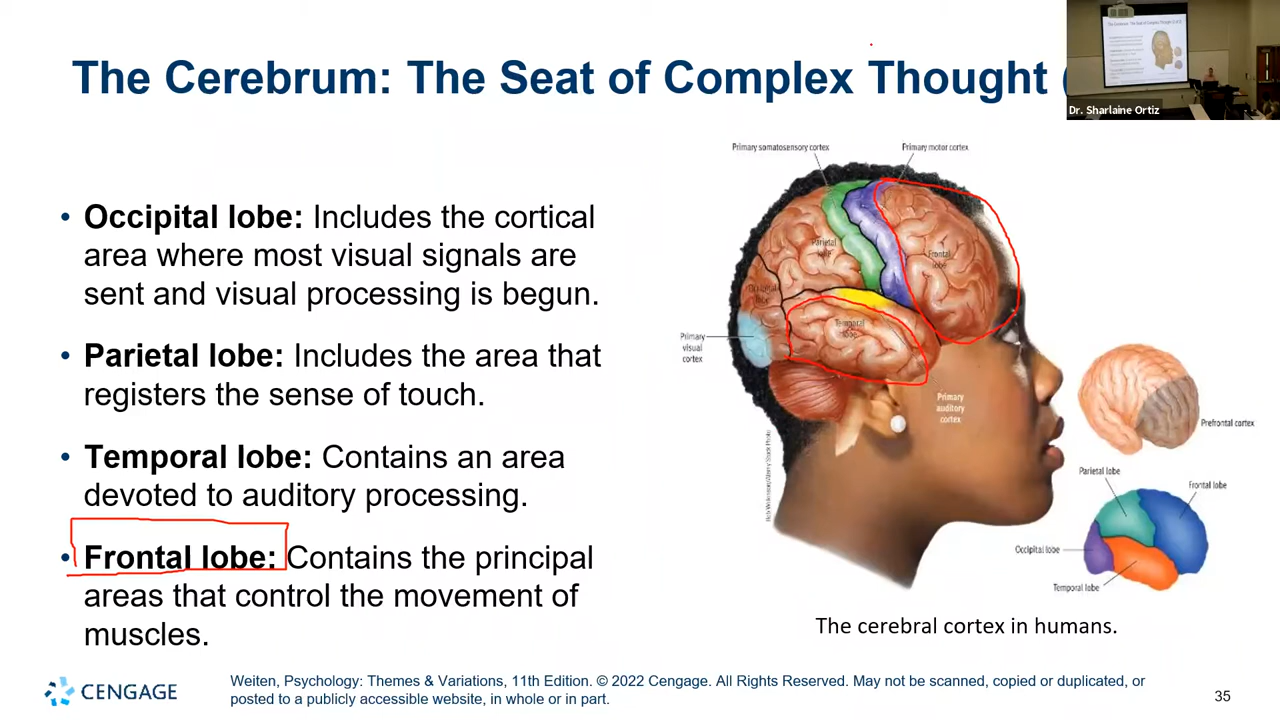 The Cerebrum: The Seat of Complex Thought (
Dr. Sharlaine Ortiz
• Occipital lobe: Includes the cortical
area where most visual signals are
sent and visual processing is begun.
• Parietal lobe: Includes the area that
registers the sense of touch.
• Temporal lobe: Contains an area
devoted to auditory processing.
• Frontal lobe: Contains the principal
areas that control the movement of
muscles.
Primary somatosensory cortex
Primary motor cortex
Parietal
lobe
Frontal
lobe
Occipital
lobe
Temporal
lobe
Primary
visual
cortex
Primary
auditory
cortex
Prefrontal cortex
Parietal lobe
Frontal lobe
Occipital lobe
Temporal lobe
The cerebral cortex in humans.
CENGAGE
Weiten, Psychology: Themes & Variations, 11th Edition. © 2022 Cengage. All Rights Reserved. May not be scanned, copied or duplicated, or
posted to a publicly accessible website, in whole or in part.
35